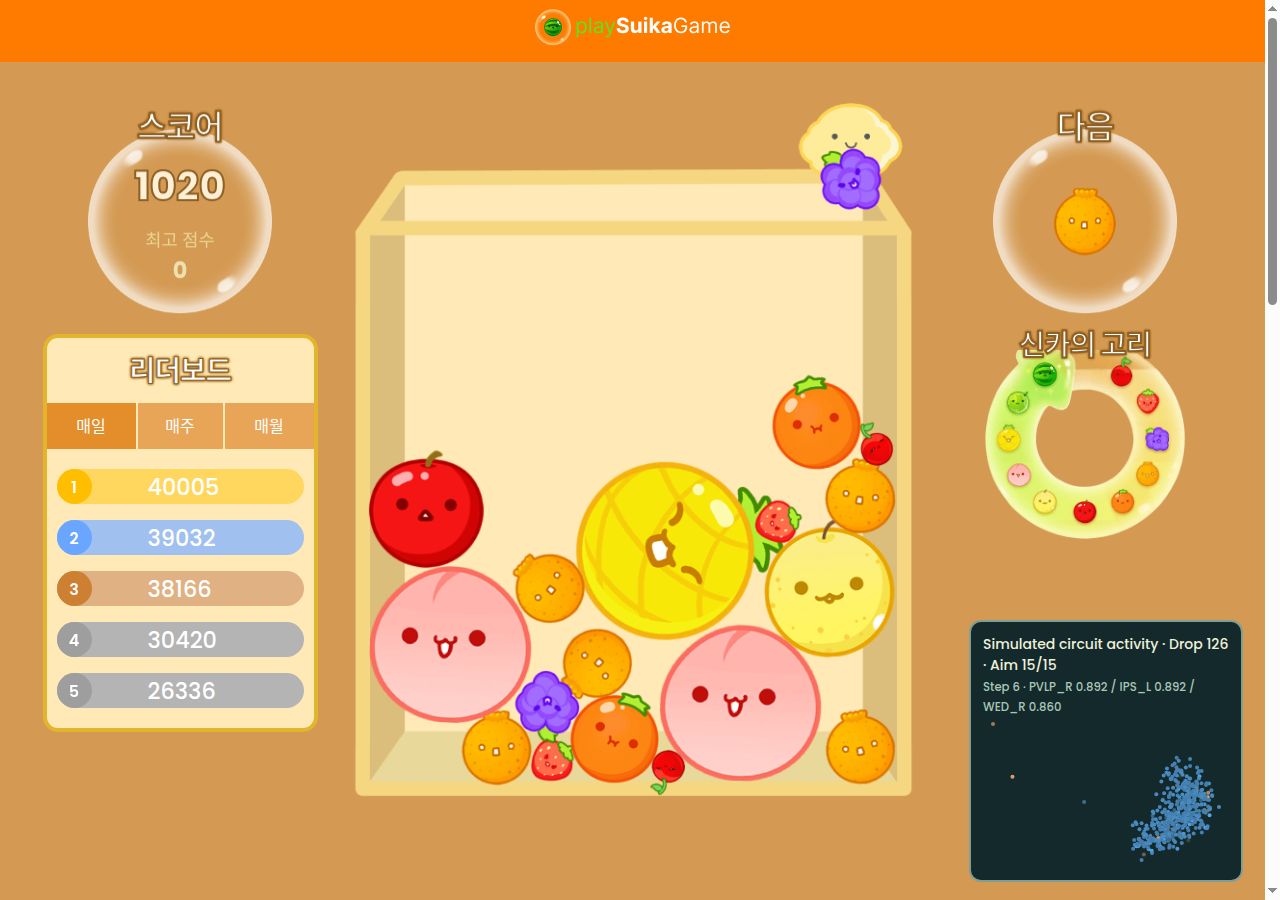 playSuikaGame
스코어
1020
최고 점수
0
다음
리더보드
매일 매주 매월
1 40005
2 39032
3 38166
4 30420
5 26336
신카의 고리
Simulated circuit activity · Drop 126
· Aim 15/15
Step 6 · PVLP_R 0.892 / IPS_L 0.892 /
WED_R 0.860